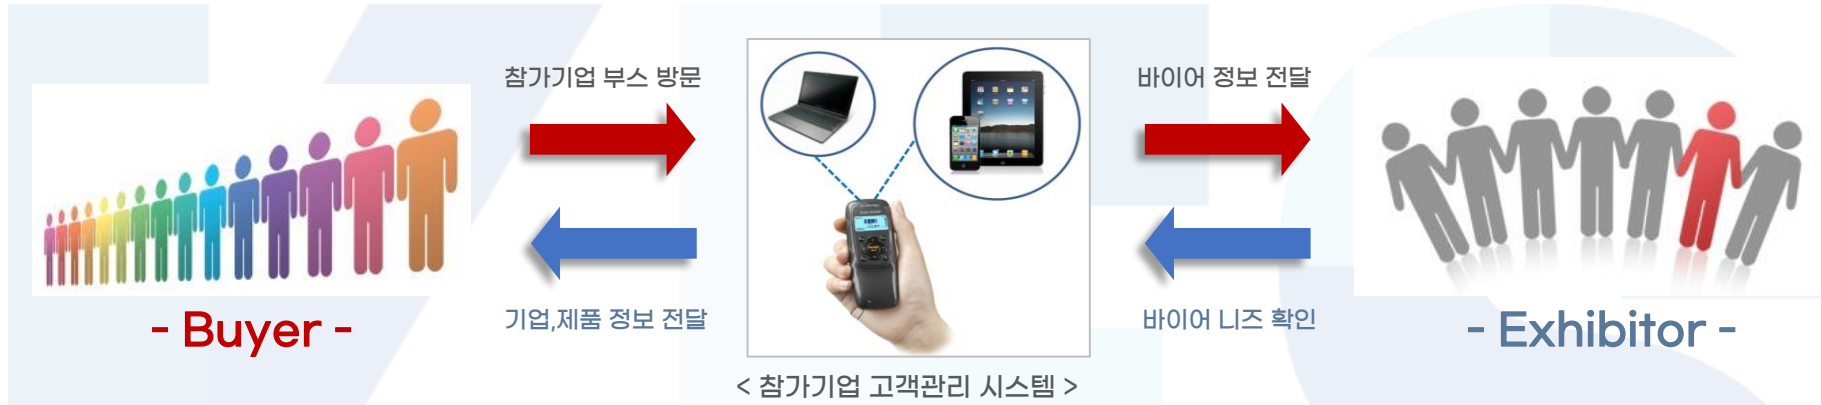 참가기업 부스 방문
바이어 정보 전달
기업,제품 정보 전달
바이어 니즈 확인
- Buyer -
- Exhibitor -
< 참가기업 고객관리 시스템 >